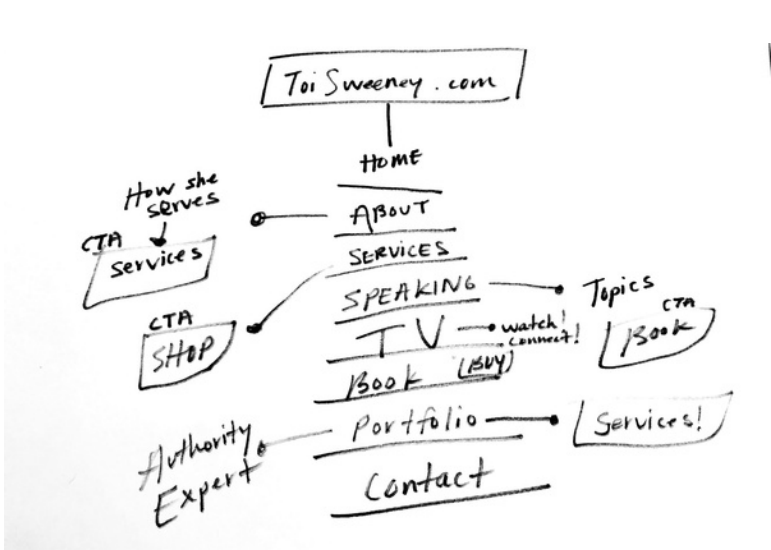 ToiSweeney.com
HOME
How she
serves
ABOUT
CTA
Services
SERVICES
SPEAKING
Topics
CTA
SHOP
TV
watch!
connect!
CTA
Book
Book (BUY)
Portfolio
Services!
Authority
Expert
Contact